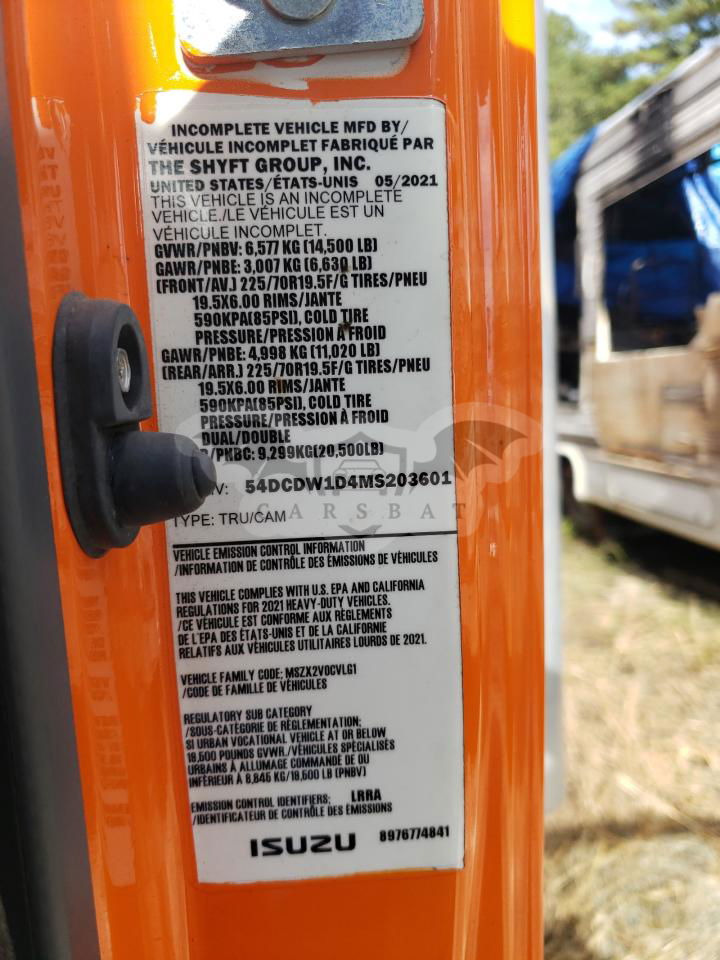 INCOMPLETE VEHICLE MFD BY/
VÉHICULE INCOMPLET FABRIQUÉ PAR
THE SHYFT GROUP, INC.
UNITED STATES/ÉTATS-UNIS 05/2021
THIS VEHICLE IS AN INCOMPLETE
VEHICLE./LE VÉHICULE EST UN
VÉHICULE INCOMPLET.
GVWR/PNBV: 6,577 KG (14,500 LB)
GAWR/PNBE: 3,007 KG (6,630 LB)
(FRONT/AV.) 225/70R19.5F/G TIRES/PNEU
19.5X6.00 RIMS/JANTE
590KPA(85PSI), COLD TIRE
PRESSURE/PRESSION À FROID
GAWR/PNBE: 4,998 KG (11,020 LB)
(REAR/ARR.) 225/70R19.5F/G TIRES/PNEU
19.5X6.00 RIMS/JANTE
590KPA(85PSI), COLD TIRE
PRESSURE/PRESSION À FROID
DUAL/DOUBLE
/PNBC: 9,299KG(20,500LB)
54DCDW1D4MS203601
TYPE: TRU/CAM
CARSBAT
VEHICLE EMISSION CONTROL INFORMATION
/INFORMATION DE CONTRÔLE DES ÉMISSIONS DE VÉHICULES
THIS VEHICLE COMPLIES WITH U.S. EPA AND CALIFORNIA
REGULATIONS FOR 2021 HEAVY-DUTY VEHICLES.
/CE VÉHICULE EST CONFORME AUX RÈGLEMENTS
DE L'EPA DES ÉTATS-UNIS ET DE LA CALIFORNIE
RELATIFS AUX VÉHICULES UTILITAIRES LOURDS DE 2021.
VEHICLE FAMILY CODE: MSZX2VOCVLG1
/CODE DE FAMILLE DE VÉHICULES
REGULATORY SUB CATEGORY
/SOUS-CATÉGORIE DE RÉGLEMENTATION:
SI URBAN VOCATIONAL VEHICLE AT OR BELOW
19,500 POUNDS GVWR./VÉHICULES SPÉCIALISÉS
URBAINS À ALLUMAGE COMMANDÉ DE OU
INFÉRIEUR À 8,845 KG/19,500 LB (PNBV)
EMISSION CONTROL IDENTIFIERS: LRRA
/IDENTIFICATEUR DE CONTRÔLE DES ÉMISSIONS
ISUZU 8976774841